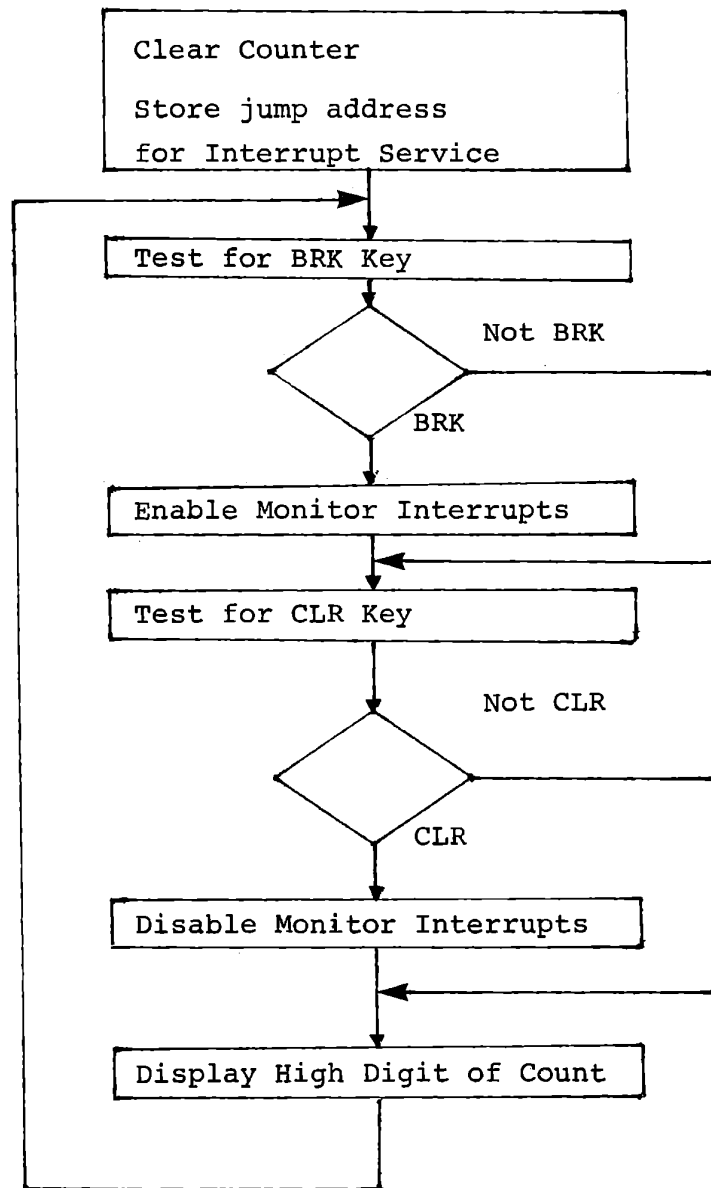 Clear Counter
Store jump address
for Interrupt Service
Test for BRK Key
Not BRK
BRK
Enable Monitor Interrupts
Test for CLR Key
Not CLR
CLR
Disable Monitor Interrupts
Display High Digit of Count